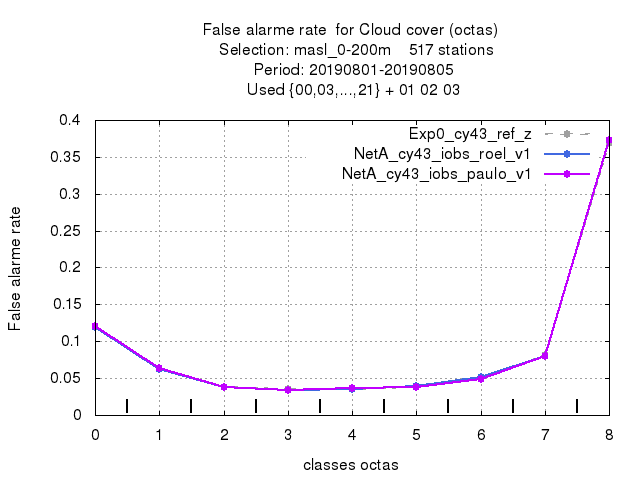 False alarme rate  for Cloud cover (octas)
Selection: masl_0-200m    517 stations
Period: 20190801-20190805
Used {00,03,...,21} + 01 02 03
Exp0_cy43_ref_z
NetA_cy43_iobs_roel_v1
NetA_cy43_iobs_paulo_v1
False alarme rate
0.4
0.35
0.3
0.25
0.2
0.15
0.1
0.05
0
0 1 2 3 4 5 6 7 8
classes octas